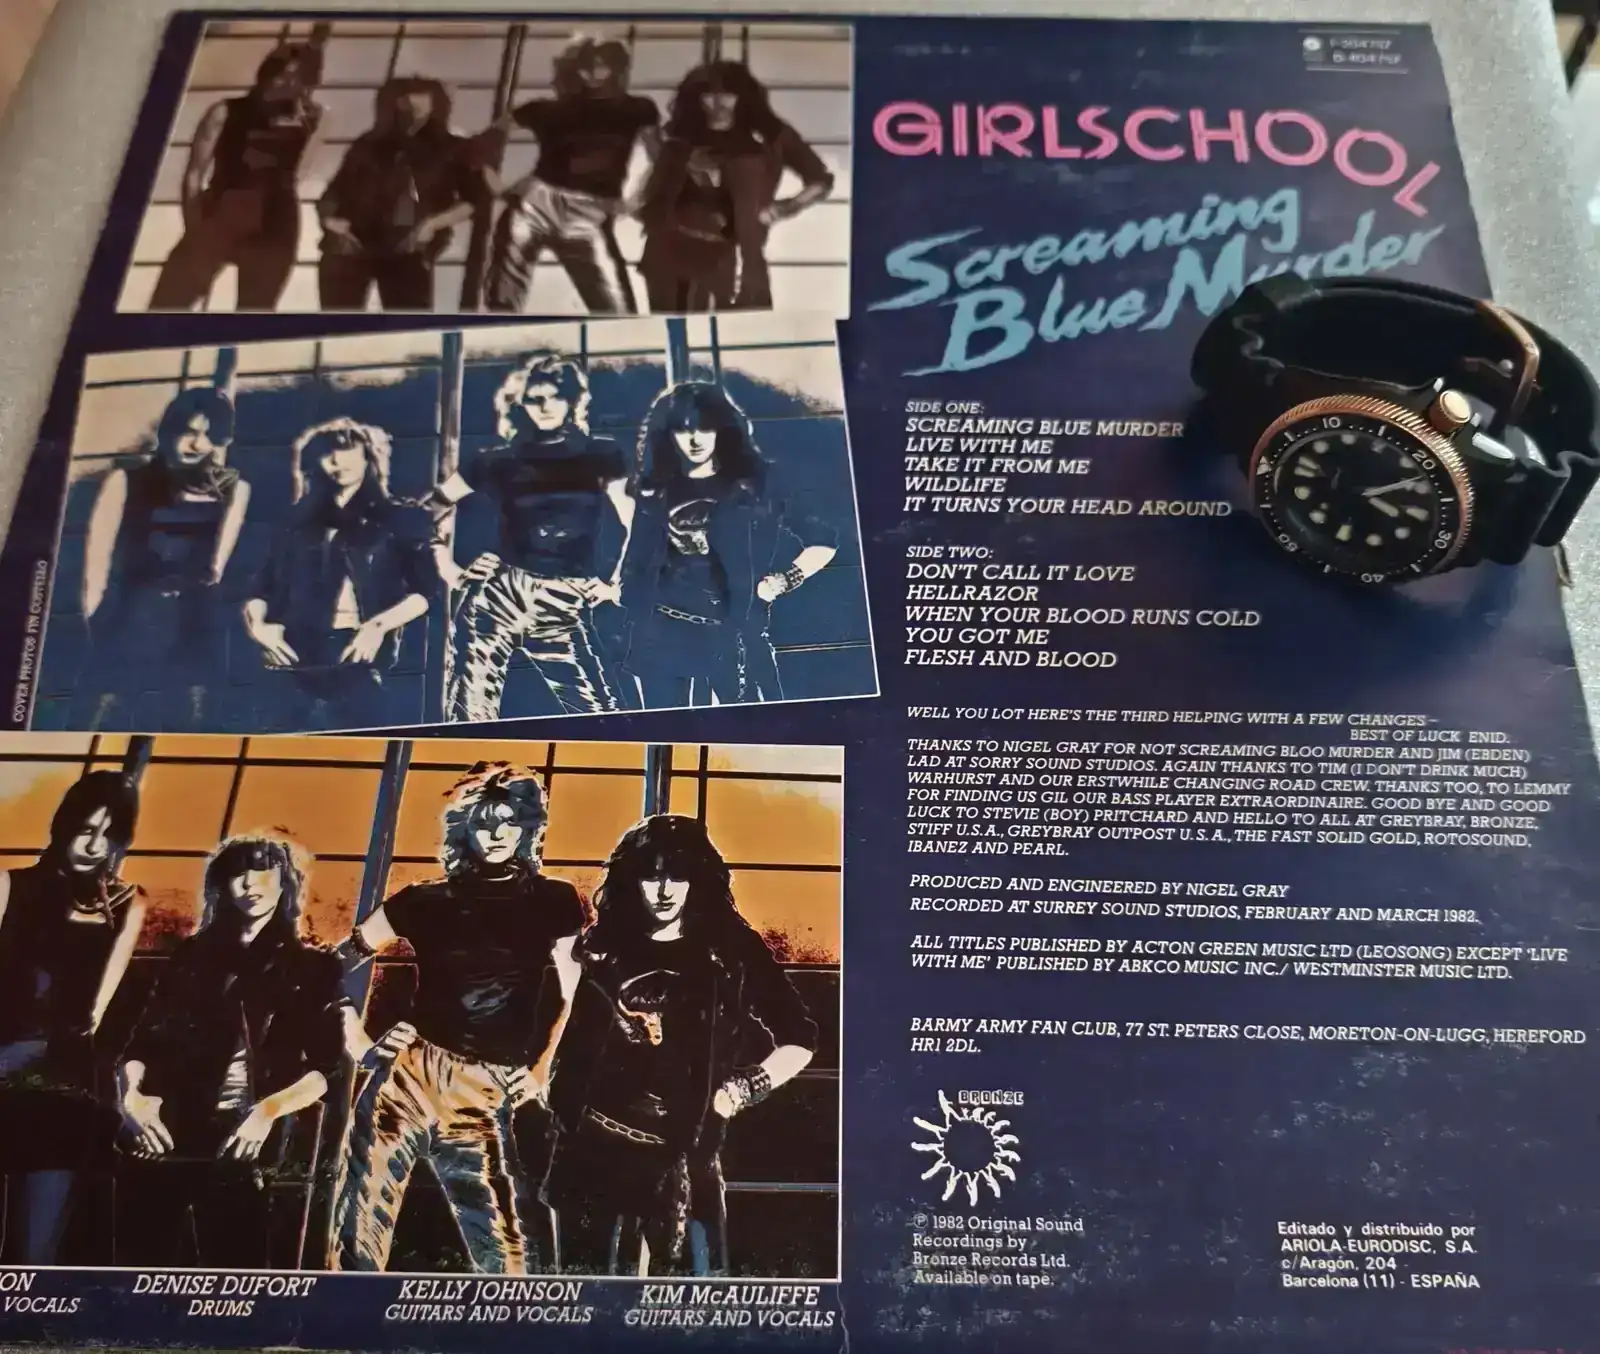 GIRLSCHOOL
Screaming
Blue Murder
SIDE ONE:
SCREAMING BLUE MURDER
LIVE WITH ME
TAKE IT FROM ME
WILDLIFE
IT TURNS YOUR HEAD AROUND
SIDE TWO:
DON'T CALL IT LOVE
HELLRAZOR
WHEN YOUR BLOOD RUNS COLD
YOU GOT ME
FLESH AND BLOOD
WELL YOU LOT HERE'S THE THIRD HELPING WITH A FEW CHANGES –
BEST OF LUCK ENID.
THANKS TO NIGEL GRAY FOR NOT SCREAMING BLOO MURDER AND JIM (EBDEN)
LAD AT SORRY SOUND STUDIOS. AGAIN THANKS TO TIM (I DON'T DRINK MUCH)
WARHURST AND OUR ERSTWHILE CHANGING ROAD CREW. THANKS TOO, TO LEMMY
FOR FINDING US GIL OUR BASS PLAYER EXTRAORDINAIRE. GOOD BYE AND GOOD
LUCK TO STEVIE (BOY) PRITCHARD AND HELLO TO ALL AT GREYBRAY, BRONZE,
STIFF U.S.A., GREYBRAY OUTPOST U.S.A., THE FAST SOLID GOLD, ROTOSOUND,
IBANEZ AND PEARL.
PRODUCED AND ENGINEERED BY NIGEL GRAY
RECORDED AT SURREY SOUND STUDIOS, FEBRUARY AND MARCH 1982.
ALL TITLES PUBLISHED BY ACTON GREEN MUSIC LTD (LEOSONG) EXCEPT 'LIVE
WITH ME' PUBLISHED BY ABKCO MUSIC INC./ WESTMINSTER MUSIC LTD.
BARMY ARMY FAN CLUB, 77 ST. PETERS CLOSE, MORETON-ON-LUGG, HEREFORD
HR1 2DL.
BRONZE
℗ 1982 Original Sound
Recordings by
Bronze Records Ltd.
Available on tape.
Editado y distribuido por
ARIOLA-EURODISC, S.A.
c/Aragón, 204
Barcelona (11) - ESPAÑA
COVER PHOTOS: FIN COSTELLO
ON
VOCALS
DENISE DUFORT
DRUMS
KELLY JOHNSON
GUITARS AND VOCALS
KIM McAULIFFE
GUITARS AND VOCALS
10
20
30
40
50